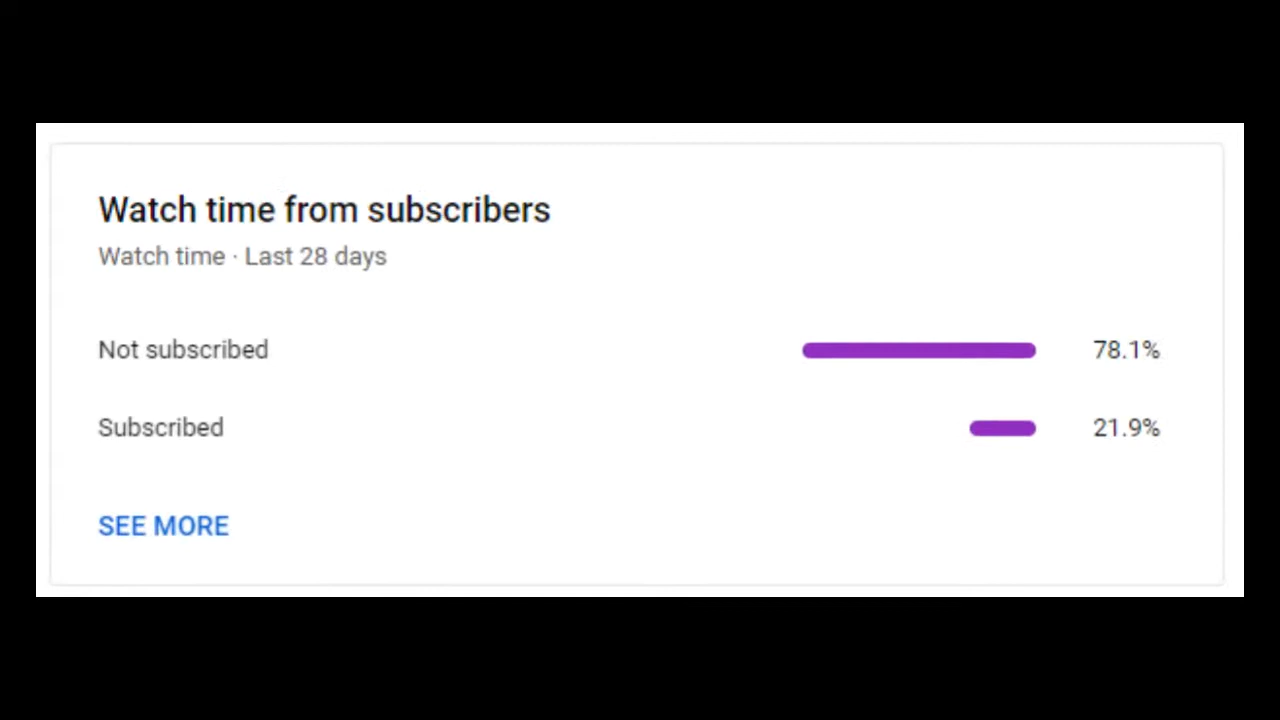 Watch time from subscribers
Watch time · Last 28 days
Not subscribed 78.1%
Subscribed 21.9%
SEE MORE